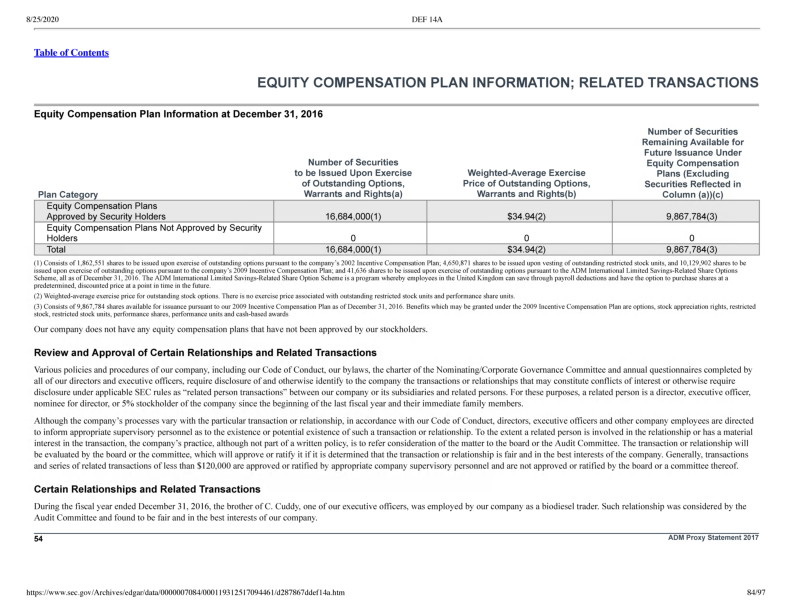 8/25/2020
DEF 14A
Table of Contents
EQUITY COMPENSATION PLAN INFORMATION; RELATED TRANSACTIONS
Equity Compensation Plan Information at December 31, 2016
Plan Category
Number of Securities
to be Issued Upon Exercise
of Outstanding Options,
Warrants and Rights(a)
Weighted-Average Exercise
Price of Outstanding Options,
Warrants and Rights(b)
Number of Securities
Remaining Available for
Future Issuance Under
Equity Compensation
Plans (Excluding
Securities Reflected in
Column (a))(c)
Equity Compensation Plans
Approved by Security Holders 16,684,000(1) $34.94(2) 9,867,784(3)
Equity Compensation Plans Not Approved by Security
Holders 0 0 0
Total 16,684,000(1) $34.94(2) 9,867,784(3)
(1) Consists of 1,862,551 shares to be issued upon exercise of outstanding options pursuant to the company's 2002 Incentive Compensation Plan; 4,650,871 shares to be issued upon vesting of outstanding restricted stock units, and 10,129,902 shares to be
issued upon exercise of outstanding options pursuant to the company's 2009 Incentive Compensation Plan; and 41,636 shares to be issued upon exercise of outstanding options pursuant to the ADM International Limited Savings-Related Share Options
Scheme, all as of December 31, 2016. The ADM International Limited Savings-Related Share Option Scheme is a program whereby employees in the United Kingdom can save through payroll deductions and have the option to purchase shares at a
predetermined, discounted price at a point in time in the future.
(2) Weighted-average exercise price for outstanding stock options. There is no exercise price associated with outstanding restricted stock units and performance share units.
(3) Consists of 9,867,784 shares available for issuance pursuant to our 2009 Incentive Compensation Plan as of December 31, 2016. Benefits which may be granted under the 2009 Incentive Compensation Plan are options, stock appreciation rights, restricted
stock, restricted stock units, performance shares, performance units and cash-based awards
Our company does not have any equity compensation plans that have not been approved by our stockholders.
Review and Approval of Certain Relationships and Related Transactions
Various policies and procedures of our company, including our Code of Conduct, our bylaws, the charter of the Nominating/Corporate Governance Committee and annual questionnaires completed by
all of our directors and executive officers, require disclosure of and otherwise identify to the company the transactions or relationships that may constitute conflicts of interest or otherwise require
disclosure under applicable SEC rules as "related person transactions" between our company or its subsidiaries and related persons. For these purposes, a related person is a director, executive officer,
nominee for director, or 5% stockholder of the company since the beginning of the last fiscal year and their immediate family members.
Although the company's processes vary with the particular transaction or relationship, in accordance with our Code of Conduct, directors, executive officers and other company employees are directed
to inform appropriate supervisory personnel as to the existence or potential existence of such a transaction or relationship. To the extent a related person is involved in the relationship or has a material
interest in the transaction, the company's practice, although not part of a written policy, is to refer consideration of the matter to the board or the Audit Committee. The transaction or relationship will
be evaluated by the board or the committee, which will approve or ratify it if it is determined that the transaction or relationship is fair and in the best interests of the company. Generally, transactions
and series of related transactions of less than $120,000 are approved or ratified by appropriate company supervisory personnel and are not approved or ratified by the board or a committee thereof.
Certain Relationships and Related Transactions
During the fiscal year ended December 31, 2016, the brother of C. Cuddy, one of our executive officers, was employed by our company as a biodiesel trader. Such relationship was considered by the
Audit Committee and found to be fair and in the best interests of our company.
54
ADM Proxy Statement 2017
https://www.sec.gov/Archives/edgar/data/0000007084/000119312517094461/d287867ddef14a.htm
84/97